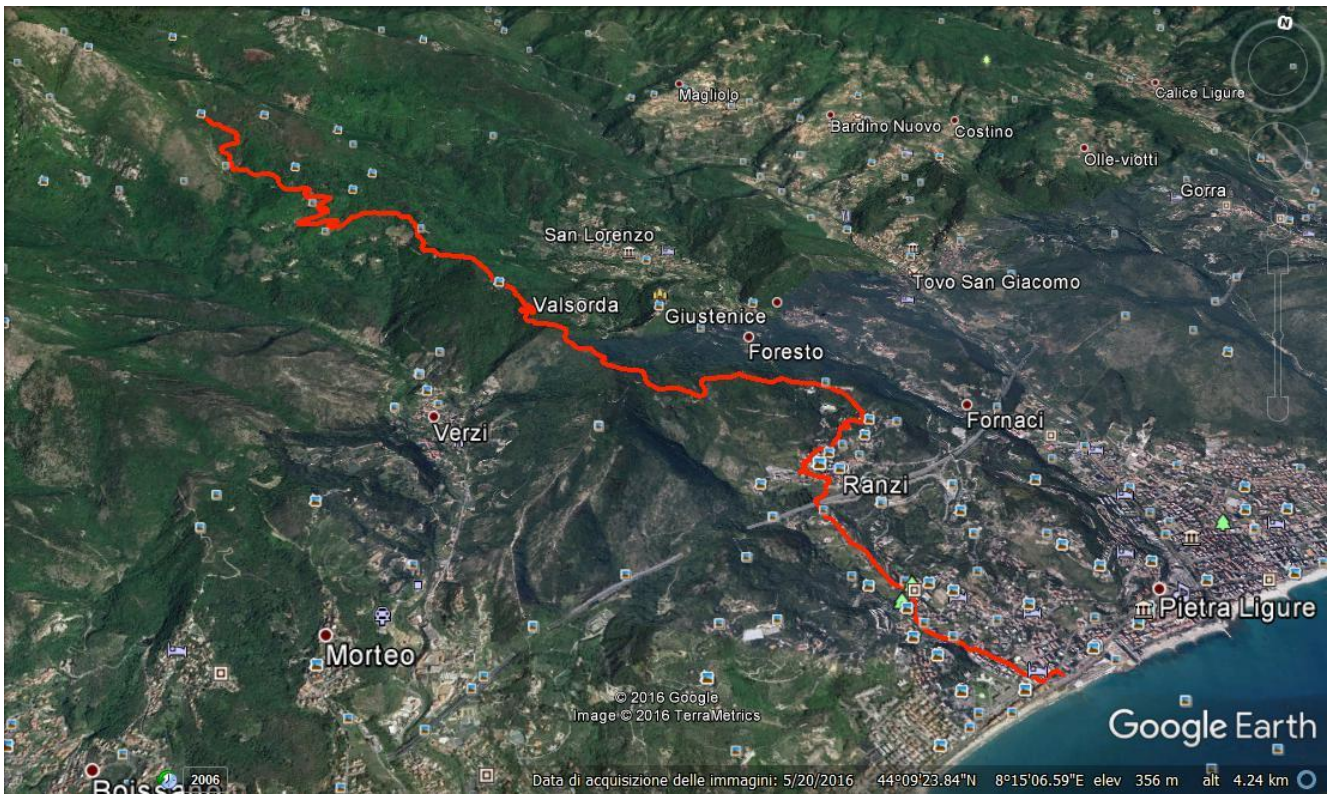 N
Magliolo
Calice Ligure
Bardino Nuovo
Costino
Olle-viotti
Gorra
San Lorenzo
Tovo San Giacomo
Valsorda
Giustenice
Foresto
Fornaci
Verzi
Ranzi
Pietra Ligure
Morteo
© 2016 Google
Image © 2016 TerraMetrics
Google Earth
Boissano
2006
Data di acquisizione delle immagini: 5/20/2016 44°09'23.84"N 8°15'06.59"E elev 356 m alt 4.24 km